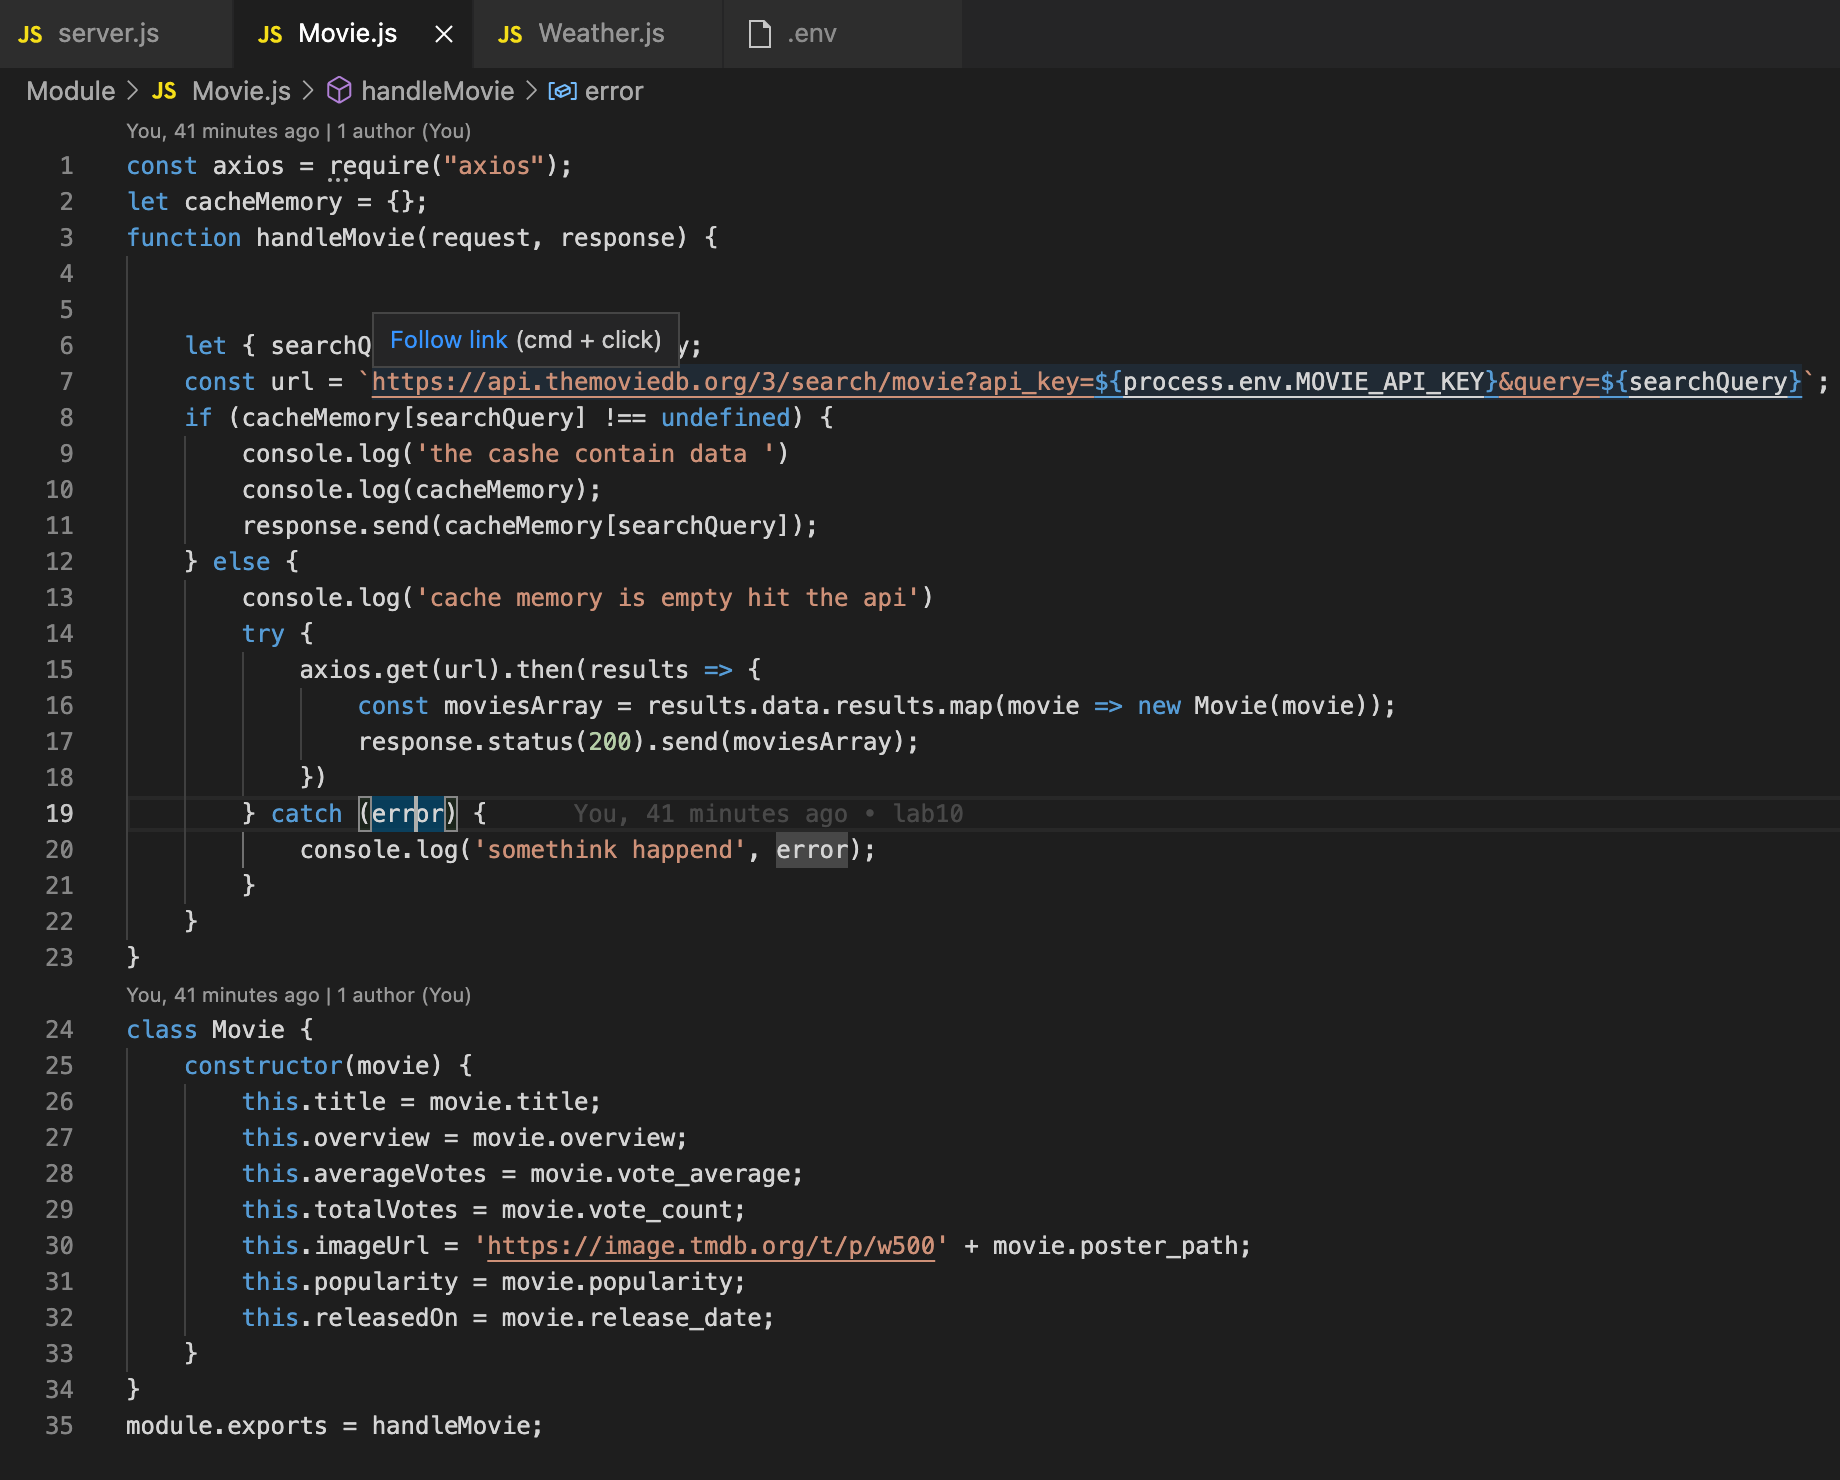 JS server.js JS Movie.js JS Weather.js .env
Module > JS Movie.js > handleMovie > error
You, 41 minutes ago | 1 author (You)
1 const axios = require("axios");
2 let cacheMemory = {};
3 function handleMovie(request, response) {
4
5
Follow link (cmd + click)
6 let { searchQ y;
7 const url = `https://api.themoviedb.org/3/search/movie?api_key=${process.env.MOVIE_API_KEY}&query=${searchQuery}`;
8 if (cacheMemory[searchQuery] !== undefined) {
9 console.log('the cashe contain data ')
10 console.log(cacheMemory);
11 response.send(cacheMemory[searchQuery]);
12 } else {
13 console.log('cache memory is empty hit the api')
14 try {
15 axios.get(url).then(results => {
16 const moviesArray = results.data.results.map(movie => new Movie(movie));
17 response.status(200).send(moviesArray);
18 })
19 } catch (error) { You, 41 minutes ago • lab10
20 console.log('somethink happend', error);
21 }
22 }
23 }
You, 41 minutes ago | 1 author (You)
24 class Movie {
25 constructor(movie) {
26 this.title = movie.title;
27 this.overview = movie.overview;
28 this.averageVotes = movie.vote_average;
29 this.totalVotes = movie.vote_count;
30 this.imageUrl = 'https://image.tmdb.org/t/p/w500' + movie.poster_path;
31 this.popularity = movie.popularity;
32 this.releasedOn = movie.release_date;
33 }
34 }
35 module.exports = handleMovie;